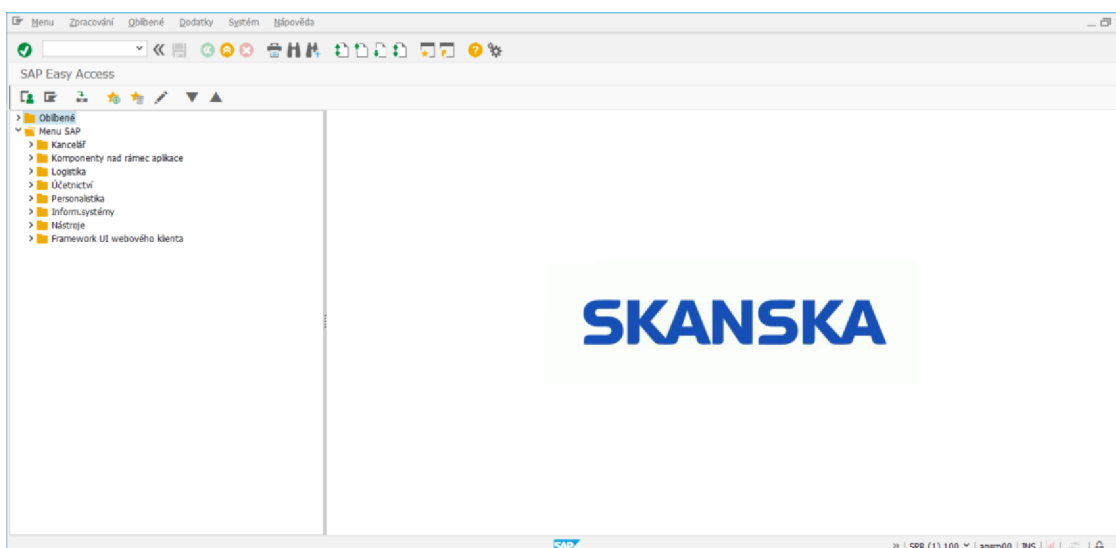 Menu Zpracování Oblíbené Dodatky Systém Nápověda
SAP Easy Access
Oblíbené
Menu SAP
Kancelář
Komponenty nad rámec aplikace
Logistika
Účetnictví
Personalistika
Inform.systémy
Nástroje
Framework UI webového klienta
SKANSKA
SAP